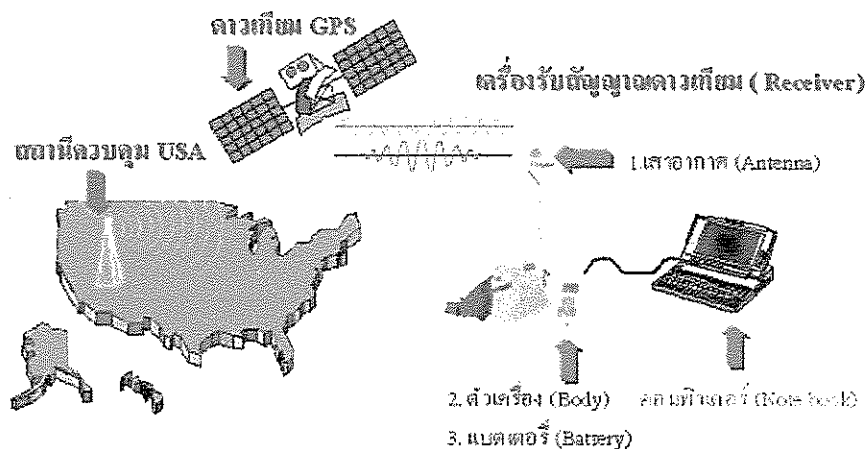 ดาวเทียม GPS
เครื่องรับสัญญาณดาวเทียม ( Receiver)
สถานีควบคุม USA
1.เสาอากาศ (Antenna)
2. ตัวเครื่อง (Body)
คอมพิวเตอร์ (Note book)
3. แบตเตอรี่ (Battery)